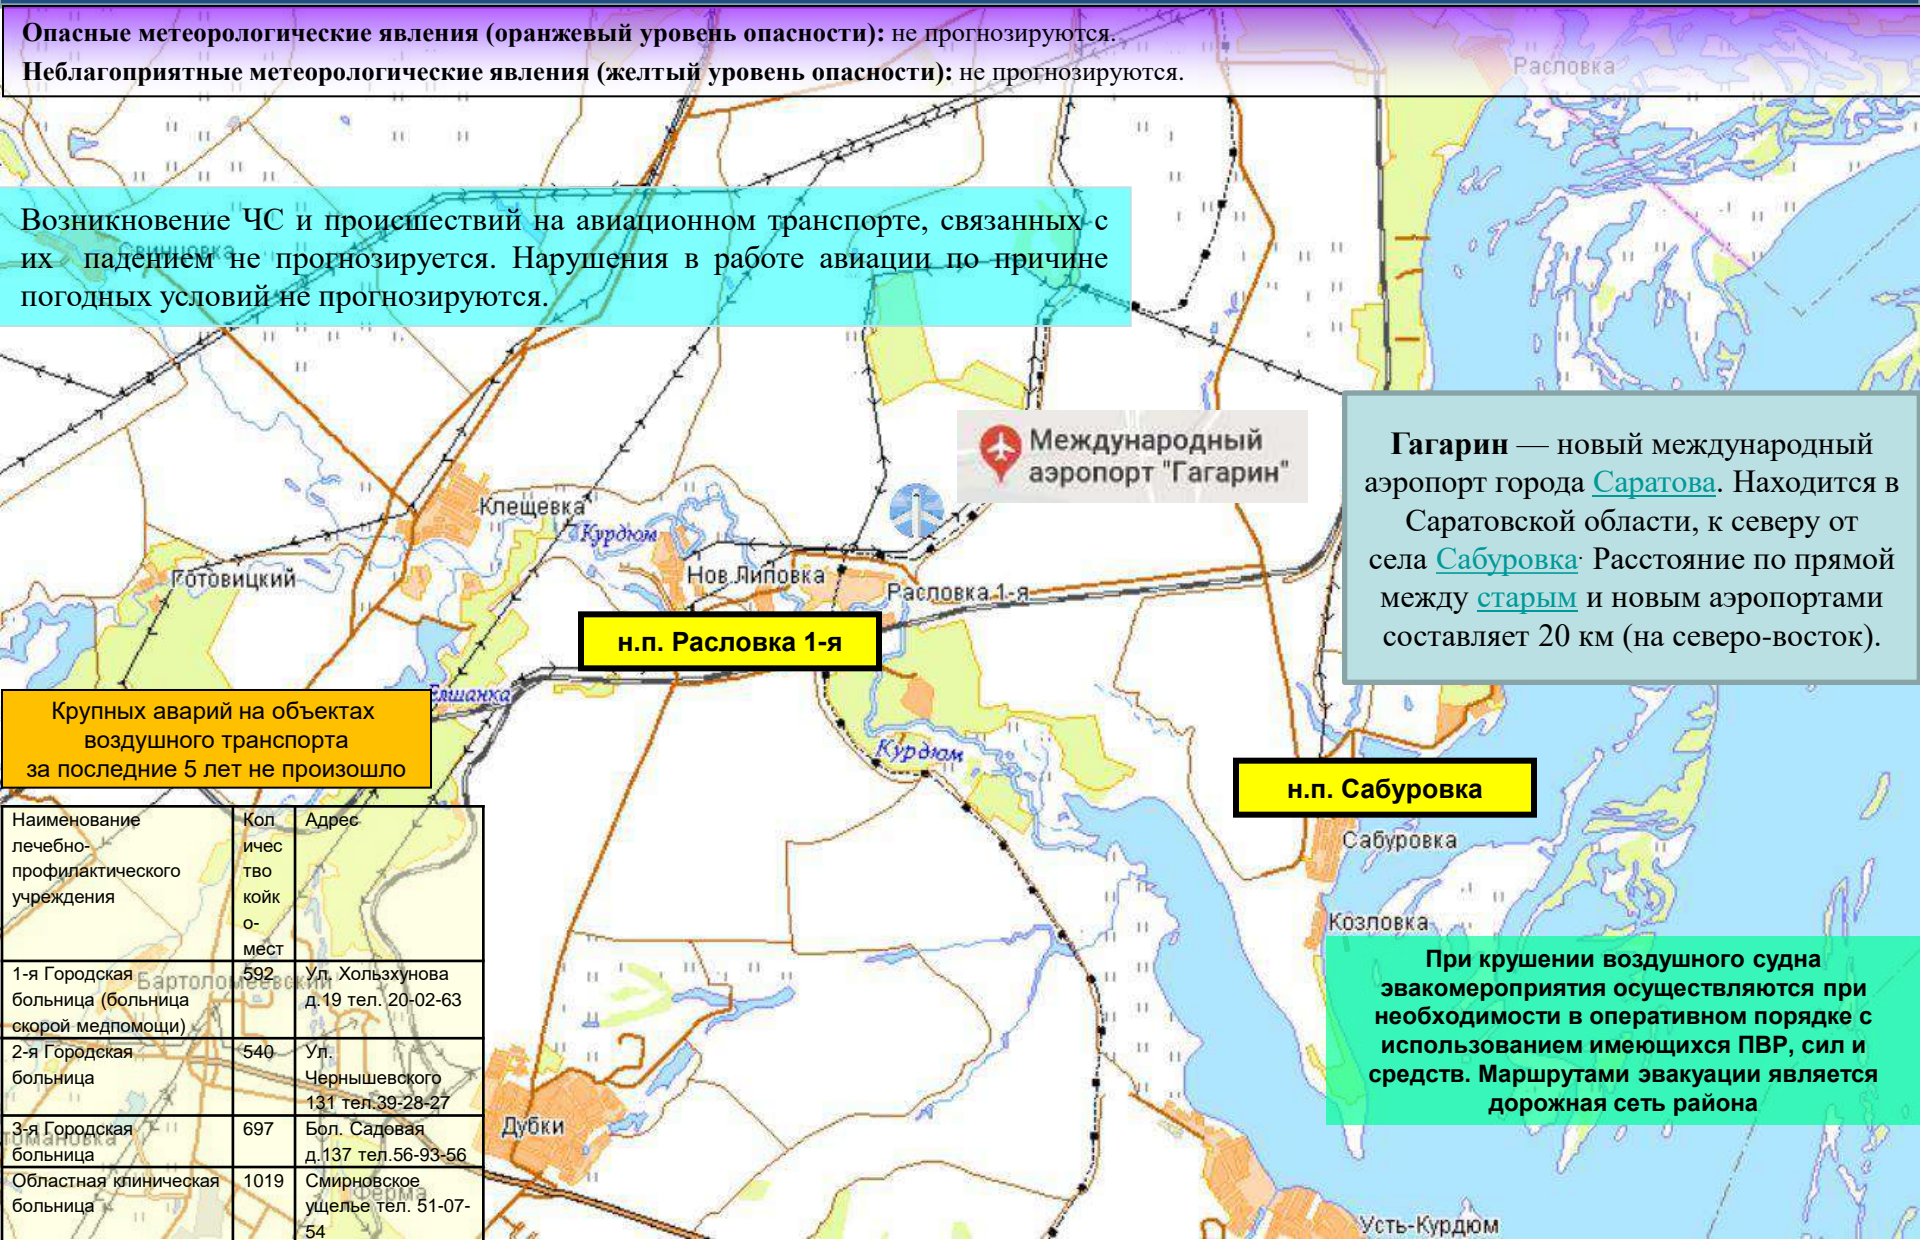 Опасные метеорологические явления (оранжевый уровень опасности): не прогнозируются.
Неблагоприятные метеорологические явления (желтый уровень опасности): не прогнозируются.
Расловка
Возникновение ЧС и происшествий на авиационном транспорте, связанных с
их падением не прогнозируется. Нарушения в работе авиации по причине
погодных условий не прогнозируются.
Свинцовка
Международный
аэропорт "Гагарин"
Гагарин — новый международный
аэропорт города Саратова. Находится в
Саратовской области, к северу от
села Сабуровка. Расстояние по прямой
между старым и новым аэропортами
составляет 20 км (на северо-восток).
Клещевка
Курдюм
Готовицкий
Нов.Липовка
Расловка 1-я
н.п. Расловка 1-я
Елшанка
Крупных аварий на объектах
воздушного транспорта
за последние 5 лет не произошло
Курдюм
н.п. Сабуровка
Сабуровка
Козловка
Наименование
лечебно-
профилактического
учреждения
Кол
ичес
тво
койк
о-
мест
Адрес
1-я Городская
больница (больница
скорой медпомощи)
592
Ул. Хользхунова
д.19 тел. 20-02-63
Бартоломеевский
2-я Городская
больница
540
Ул.
Чернышевского
131 тел.39-28-27
3-я Городская
больница
697
Бол. Садовая
д.137 тел.56-93-56
Областная клиническая
больница
1019
Смирновское
ущелье тел. 51-07-
54
Ферма
Дубки
При крушении воздушного судна
эвакомероприятия осуществляются при
необходимости в оперативном порядке с
использованием имеющихся ПВР, сил и
средств. Маршрутами эвакуации является
дорожная сеть района
Усть-Курдюм